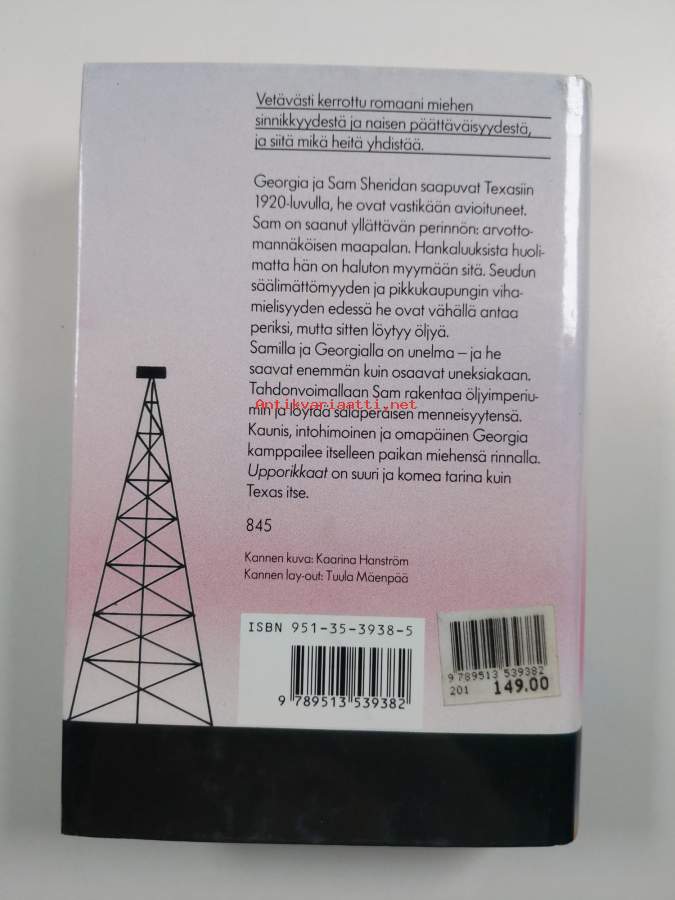 Vetävästi kerrottu romaani miehen
sinnikkyydestä ja naisen päättäväisyydestä,
ja siitä mikä heitä yhdistää.
Georgia ja Sam Sheridan saapuvat Texasiin
1920-luvulla, he ovat vastikään avioituneet.
Sam on saanut yllättävän perinnön: arvotto-
mannäköisen maapalan. Hankaluuksista huoli-
matta hän on haluton myymään sitä. Seudun
säälimättömyyden ja pikkukaupungin viha-
mielisyyden edessä he ovat vähällä antaa
periksi, mutta sitten löytyy öljyä.
Samilla ja Georgialla on unelma – ja he
saavat enemmän kuin osaavat uneksiakaan.
Tahdonvoimallaan Sam rakentaa öljyimperiu-
Antikvariaatti.net
min ja löytää salaperäisen menneisyytensä.
Kaunis, intohimoinen ja omapäinen Georgia
kamppailee itselleen paikan miehensä rinnalla.
Upporikkaat on suuri ja komea tarina kuin
Texas itse.
845
Kannen kuva: Kaarina Hanström
Kannen lay-out: Tuula Mäenpää
ISBN 951-35-3938-5
9 789513 539382
9 789513 539382
201 149.00